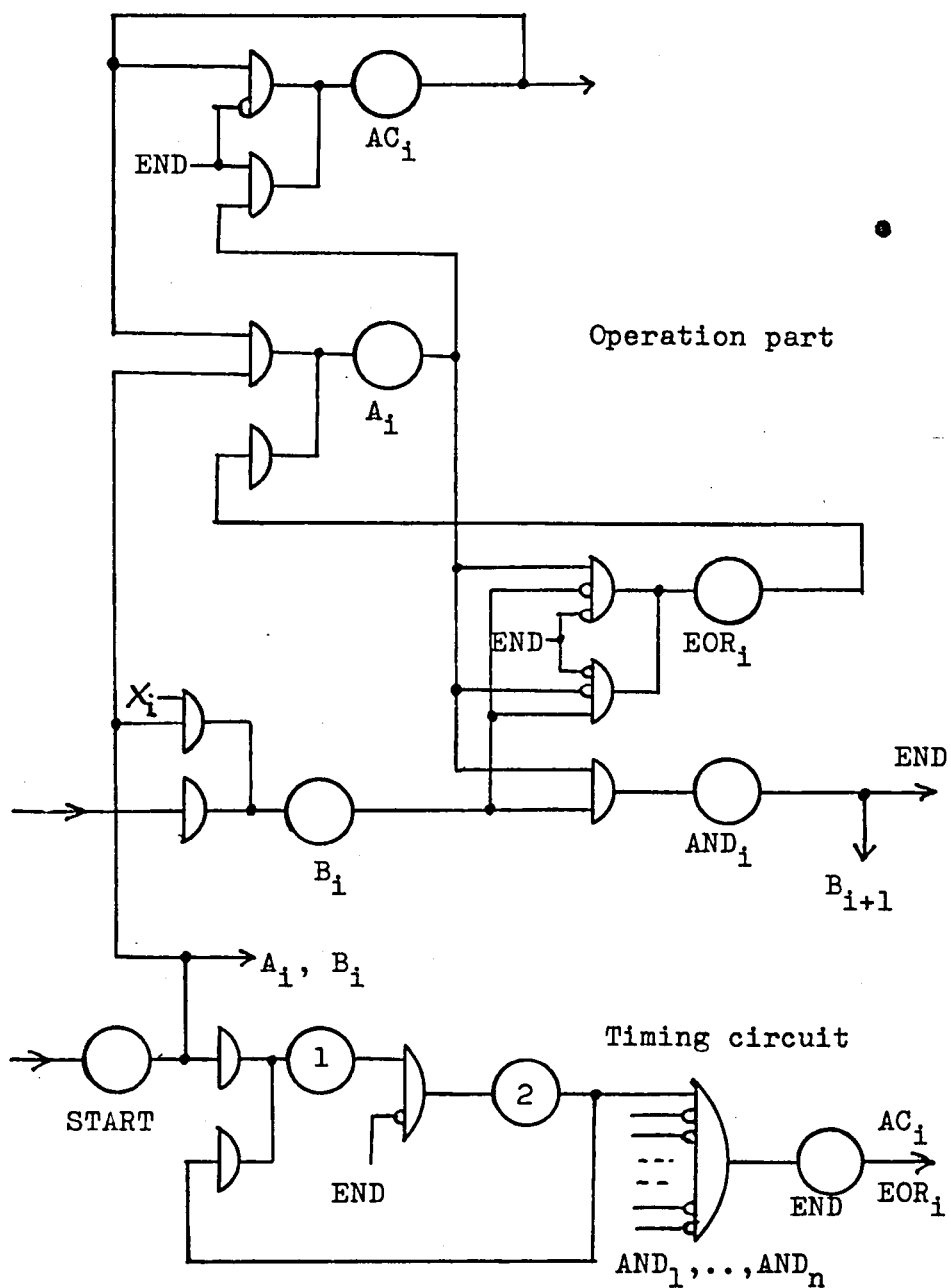 AC_i
END
Operation part
A_i
END
EOR_i
X_i
END
B_i
AND_i
B_{i+1}
A_i, B_i
START
1
Timing circuit
2
END
AC_i
END
EOR_i
AND_1,..,AND_n